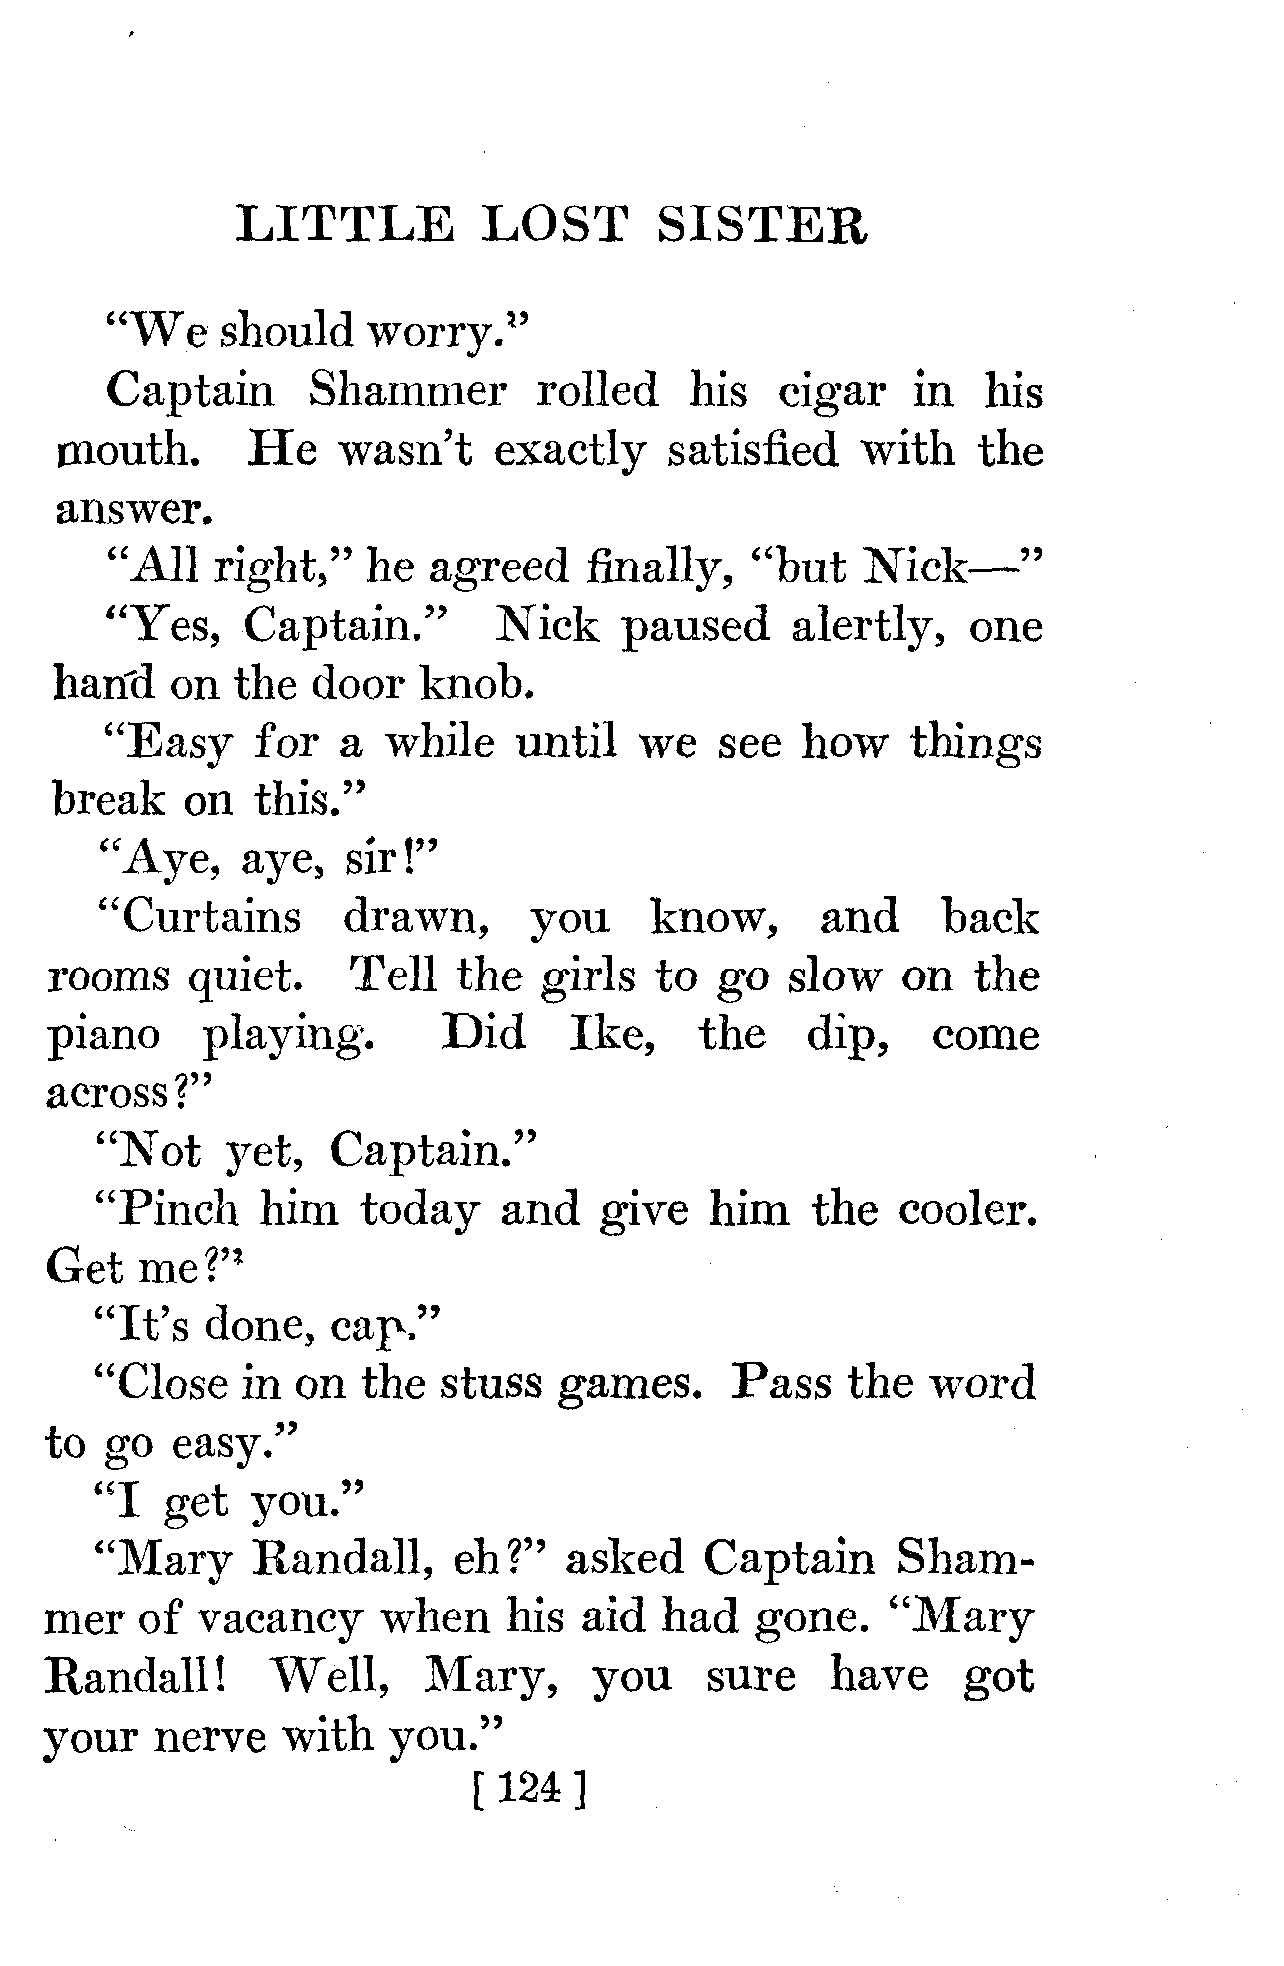 LITTLE LOST SISTER
“We should worry.”
Captain Shammer rolled his cigar in his
mouth. He wasn’t exactly satisfied with the
answer.
“All right,” he agreed finally, “but Nick—”
“Yes, Captain.” Nick paused alertly, one
hand on the door knob.
“Easy for a while until we see how things
break on this.”
“Aye, aye, sir!”
“Curtains drawn, you know, and back
rooms quiet. Tell the girls to go slow on the
piano playing. Did Ike, the dip, come
across?”
“Not yet, Captain.”
“Pinch him today and give him the cooler.
Get me?”
“It’s done, cap.”
“Close in on the stuss games. Pass the word
to go easy.”
“I get you.”
“Mary Randall, eh?” asked Captain Sham-
mer of vacancy when his aid had gone. “Mary
Randall! Well, Mary, you sure have got
your nerve with you.”
[ 124 ]